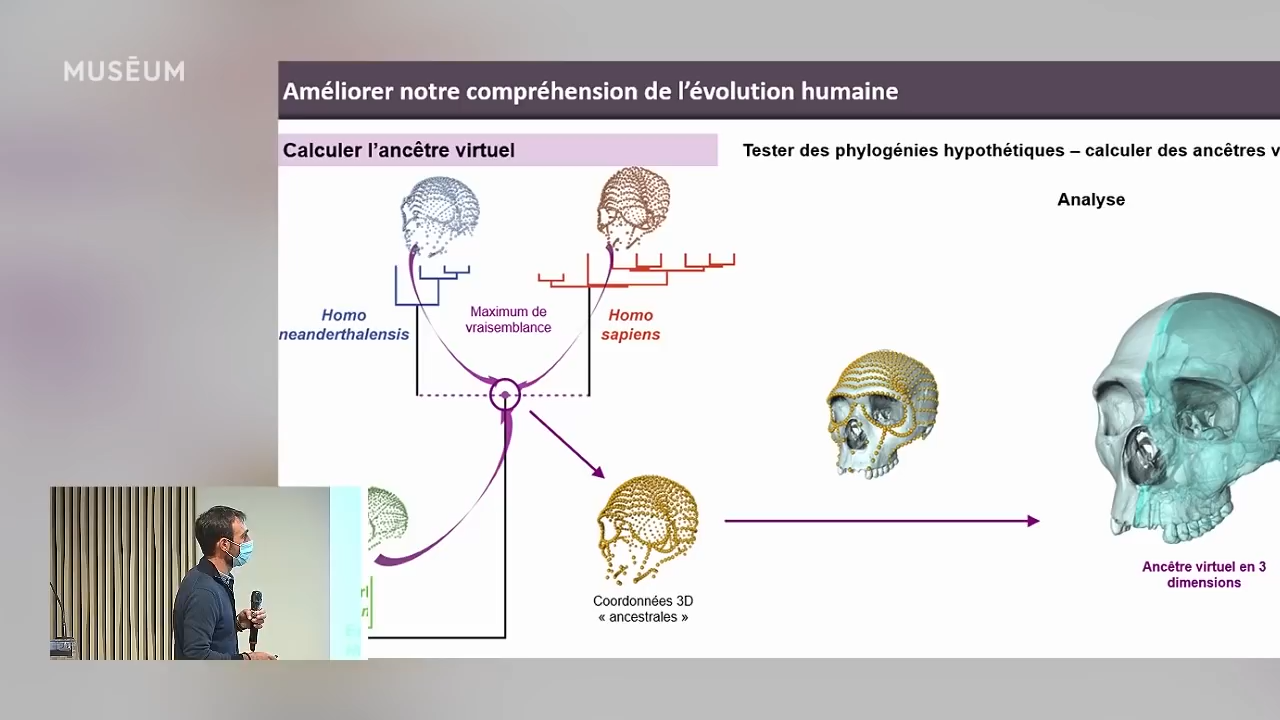 MUSĒUM
Améliorer notre compréhension de l'évolution humaine
Calculer l'ancêtre virtuel
Tester des phylogénies hypothétiques – calculer des ancêtres v
Analyse
Homo
neanderthalensis
Maximum de
vraisemblance
Homo
sapiens
Coordonnées 3D
« ancestrales »
Ancêtre virtuel en 3
dimensions